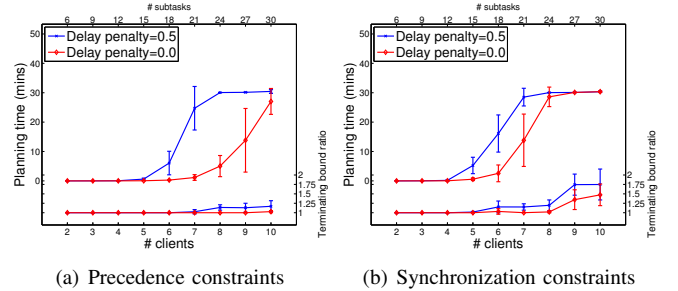 # subtasks
6 9 12 15 18 21 24 27 30
Delay penalty=0.5
Delay penalty=0.0
Planning time (mins)
50
40
30
20
10
0
2
1.75
1.5
1.25
1
Terminating bound ratio
2 3 4 5 6 7 8 9 10
# clients
(a) Precedence constraints
# subtasks
6 9 12 15 18 21 24 27 30
Delay penalty=0.5
Delay penalty=0.0
Planning time (mins)
50
40
30
20
10
0
2
1.75
1.5
1.25
1
Terminating bound ratio
2 3 4 5 6 7 8 9 10
# clients
(b) Synchronization constraints